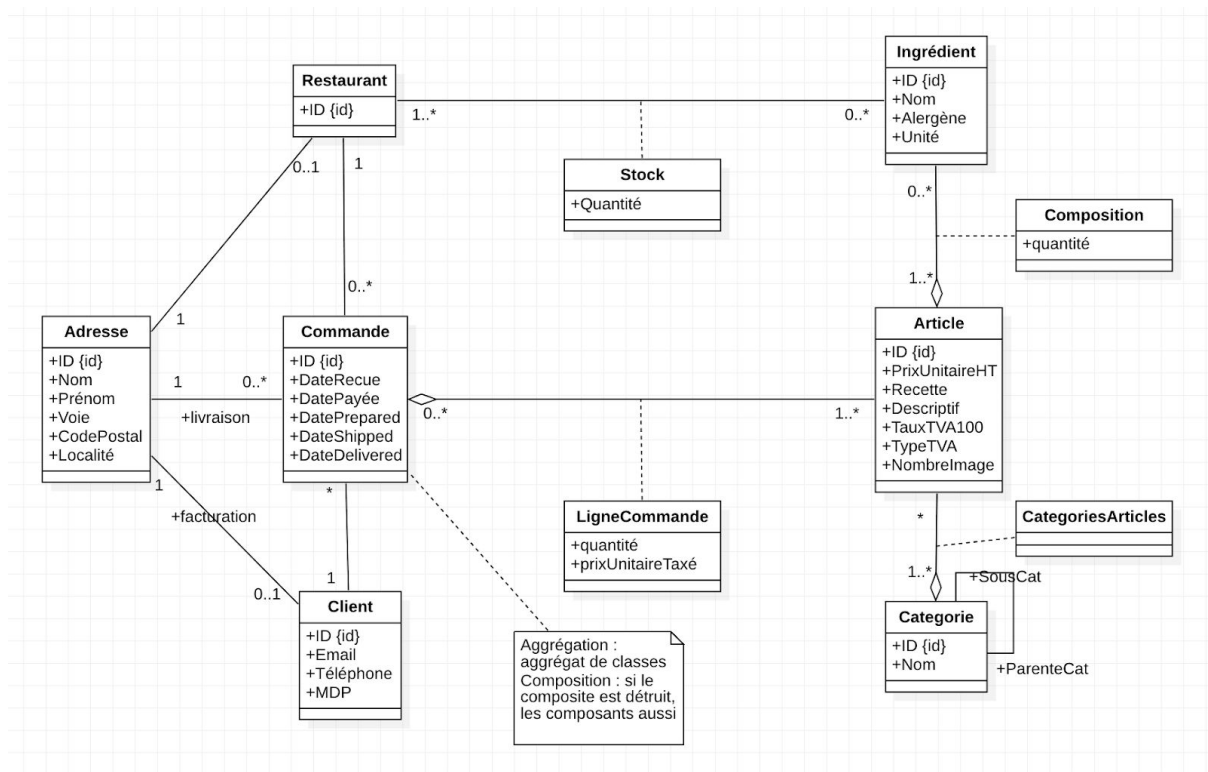 Restaurant
+ID {id}
1..*
0..*
0..1
1
0..*
1
Ingrédient
+ID {id}
+Nom
+Alergène
+Unité
Stock
+Quantité
0..*
1..*
Composition
+quantité
Adresse
+ID {id}
+Nom
+Prénom
+Voie
+CodePostal
+Localité
1
0..*
+livraison
1
+facturation
0..1
Commande
+ID {id}
+DateRecue
+DatePayée
+DatePrepared
+DateShipped
+DateDelivered
0..*
1..*
*
1
Article
+ID {id}
+PrixUnitaireHT
+Recette
+Descriptif
+TauxTVA100
+TypeTVA
+NombreImage
LigneCommande
+quantité
+prixUnitaireTaxé
*
1..*
CategoriesArticles
+SousCat
+ParenteCat
Client
+ID {id}
+Email
+Téléphone
+MDP
Aggrégation :
aggrégat de classes
Composition : si le
composite est détruit,
les composants aussi
Categorie
+ID {id}
+Nom